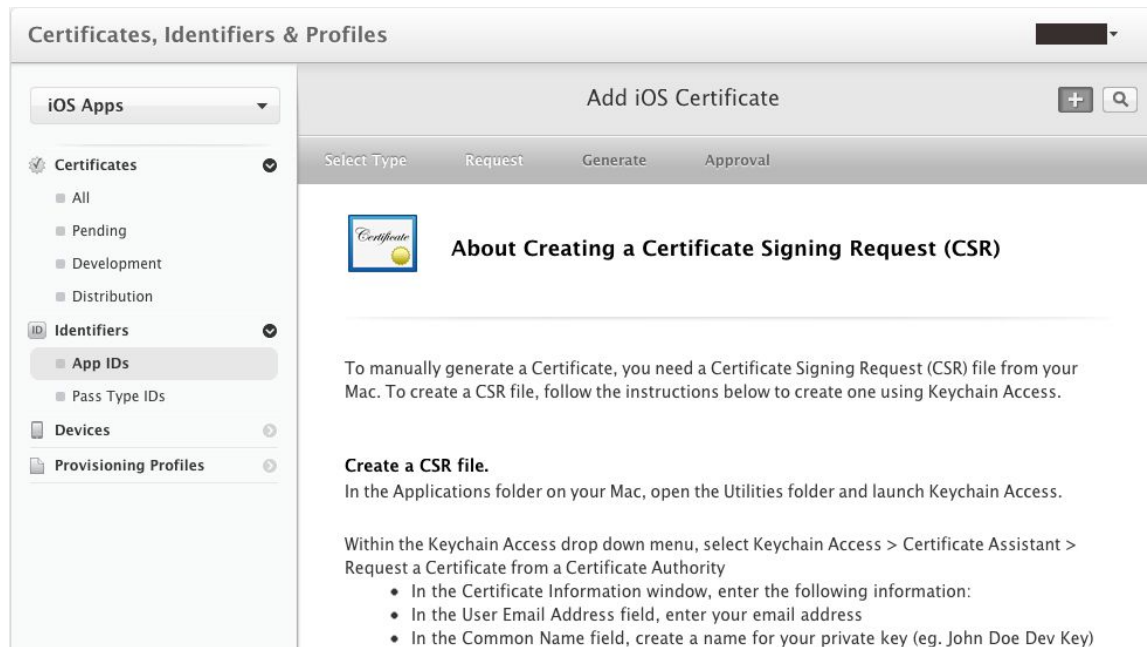 Certificates, Identifiers & Profiles
iOS Apps
Certificates
All
Pending
Development
Distribution
ID Identifiers
App IDs
Pass Type IDs
Devices
Provisioning Profiles
Add iOS Certificate
Select Type Request Generate Approval
Certificate
About Creating a Certificate Signing Request (CSR)
To manually generate a Certificate, you need a Certificate Signing Request (CSR) file from your
Mac. To create a CSR file, follow the instructions below to create one using Keychain Access.
Create a CSR file.
In the Applications folder on your Mac, open the Utilities folder and launch Keychain Access.
Within the Keychain Access drop down menu, select Keychain Access > Certificate Assistant >
Request a Certificate from a Certificate Authority
• In the Certificate Information window, enter the following information:
• In the User Email Address field, enter your email address
• In the Common Name field, create a name for your private key (eg. John Doe Dev Key)